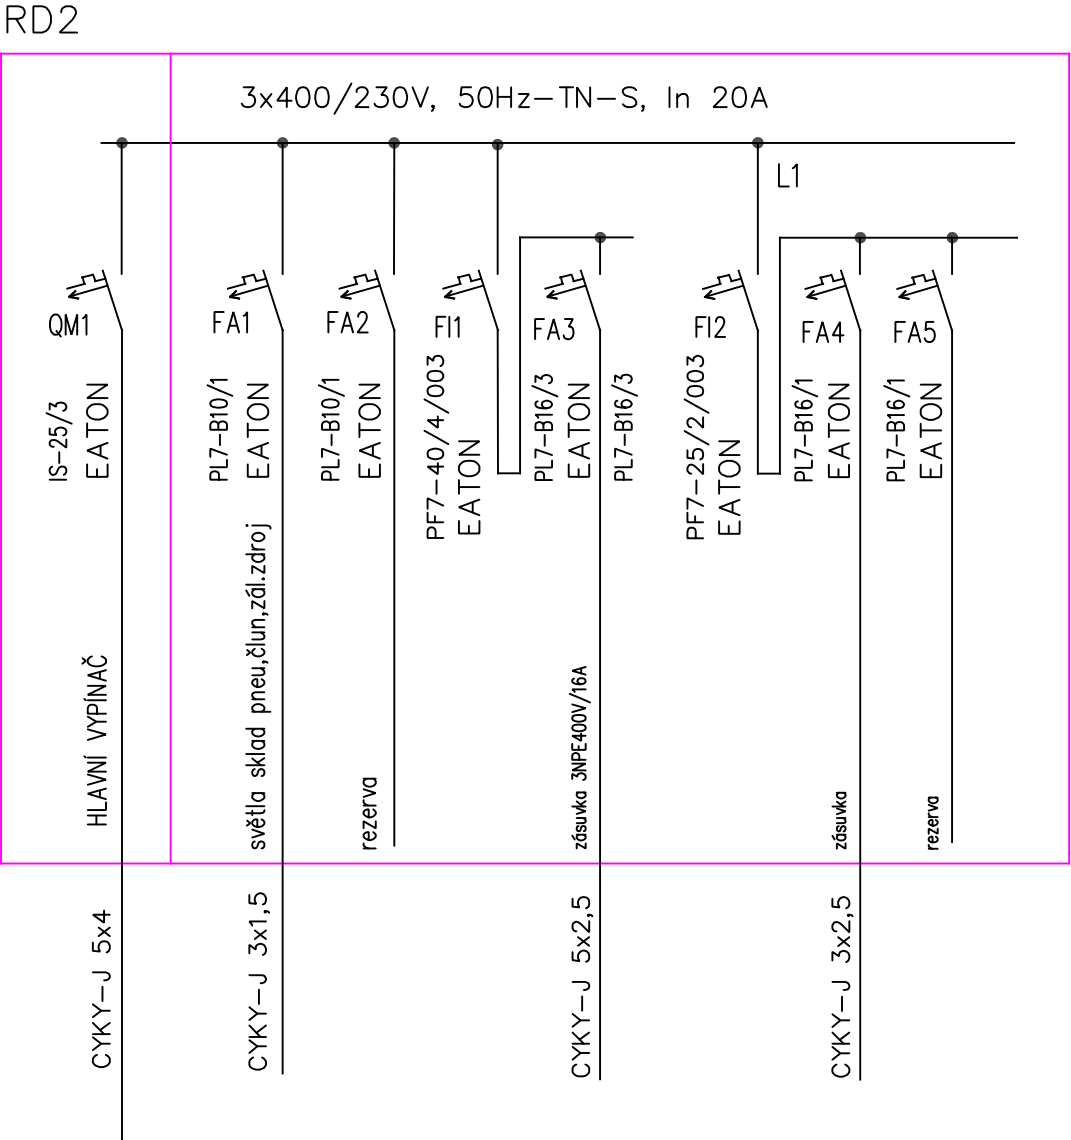 RD2
3x400/230V, 50Hz-TN-S, In 20A
L1
QM1
IS-25/3
EATON
HLAVNÍ VYPÍNAČ
CYKY-J 5x4
FA1
PL7-B10/1
EATON
světla sklad pneu,člun,zál.zdroj
CYKY-J 3x1,5
FA2
PL7-B10/1
EATON
rezerva
FI1
PF7-40/4/003
EATON
FA3
PL7-B16/3
EATON
PL7-B16/3
zásuvka 3NPE400V/16A
CYKY-J 5x2,5
FI2
PF7-25/2/003
EATON
FA4
PL7-B16/1
EATON
zásuvka
CYKY-J 3x2,5
FA5
PL7-B16/1
EATON
rezerva